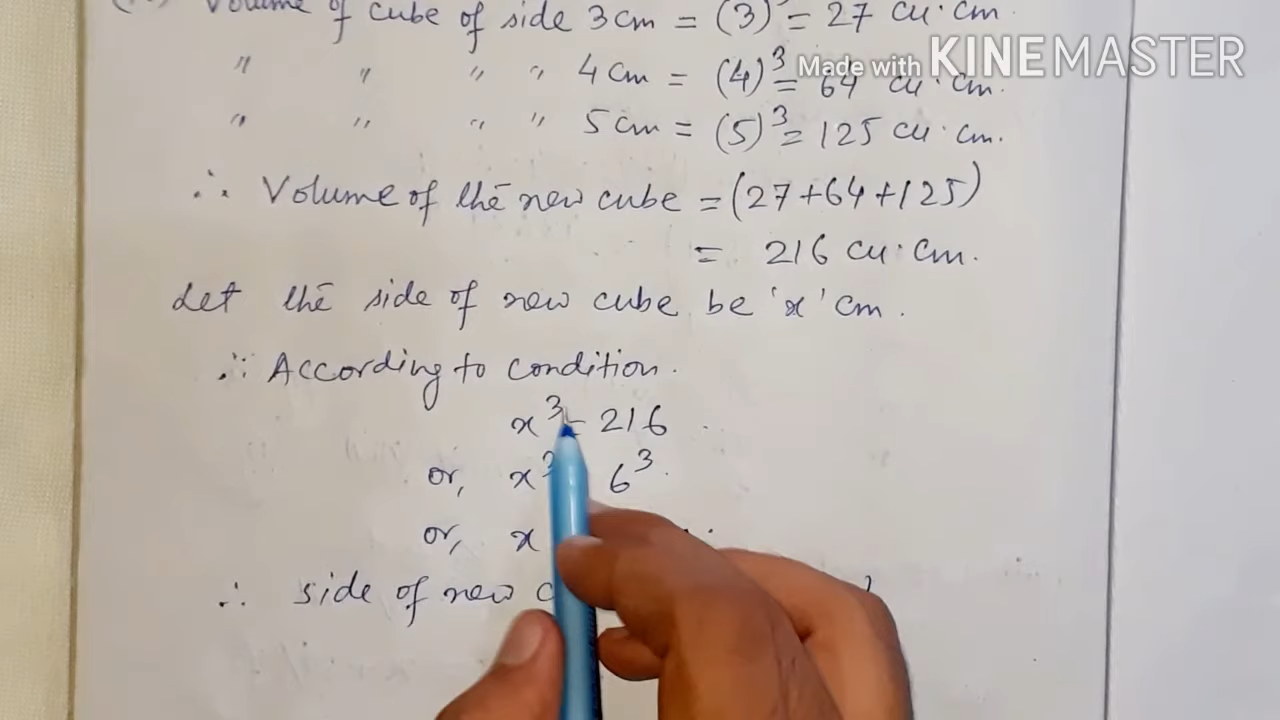 Volume of cube of side 3 cm = (3)³ = 27 cu. cm.
" " " " 4 cm = (4)³ = 64 cu. cm.
Made with KINEMASTER
" " " " 5 cm = (5)³ = 125 cu. cm.
∴ Volume of the new cube = (27+64+125)
= 216 cu. cm.
Let the side of new cube be 'x' cm.
∴ According to condition.
x³ = 216
or, x³ 6³
or, x
∴ side of new